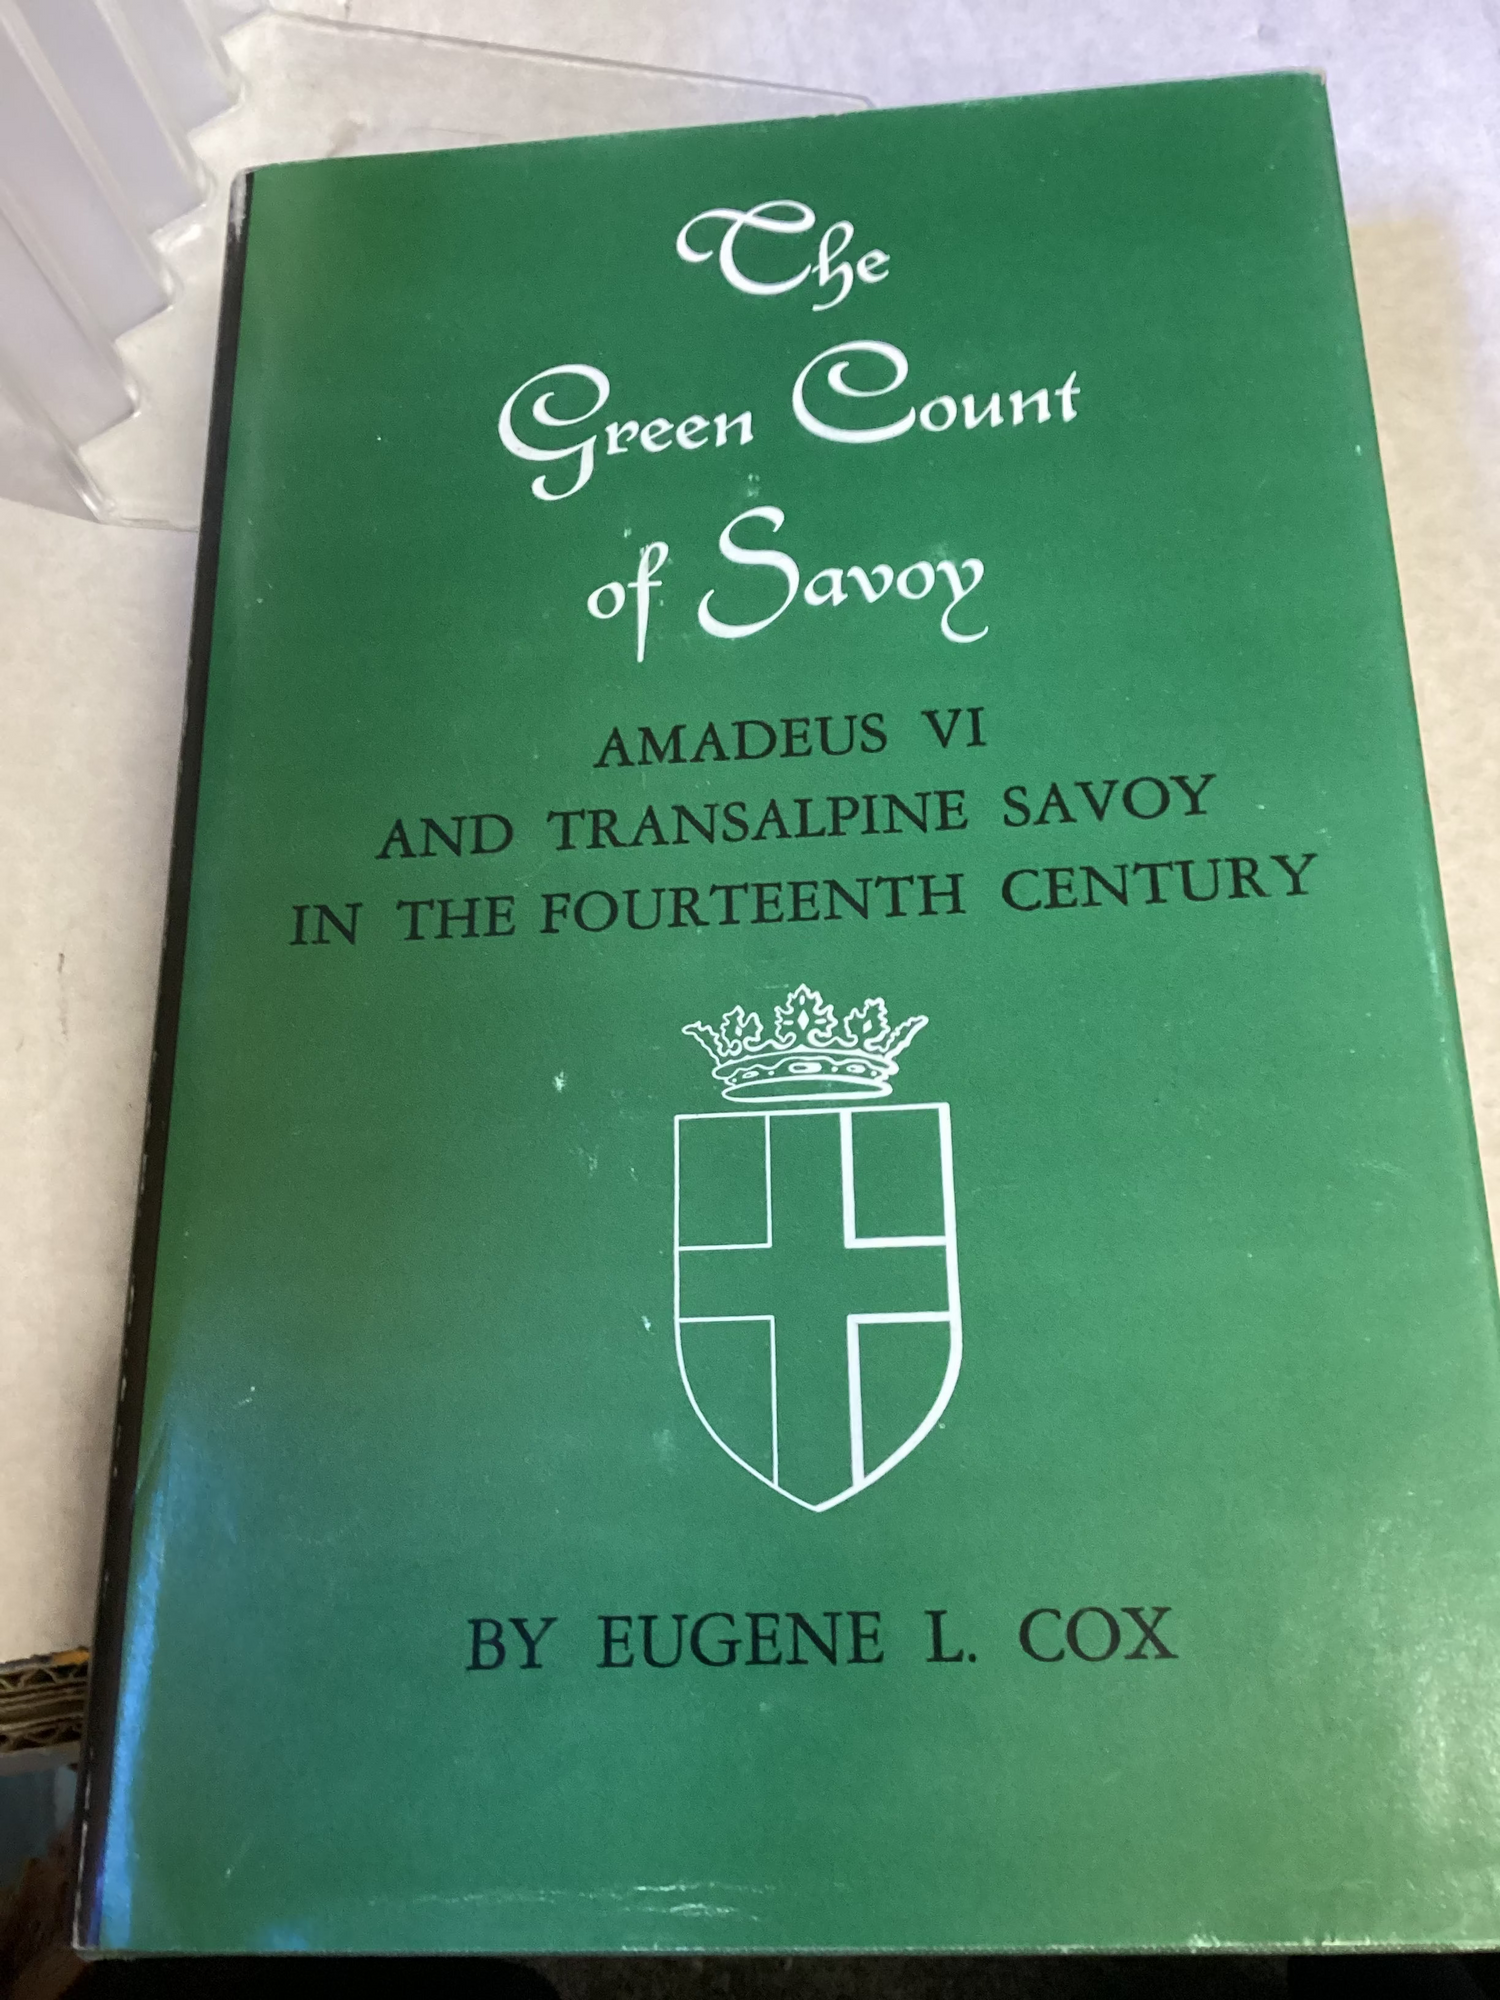 The
Green Count
of Savoy
AMADEUS VI
AND TRANSALPINE SAVOY
IN THE FOURTEENTH CENTURY
BY EUGENE L. COX